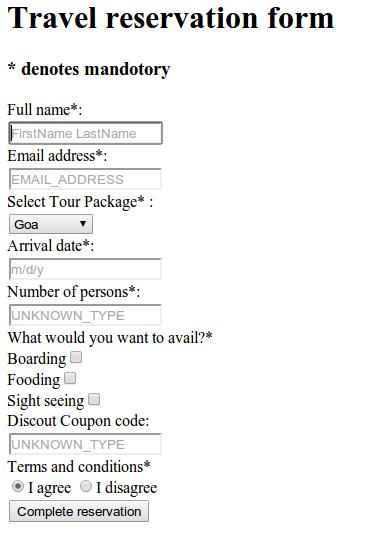 Travel reservation form
* denotes mandotory
Full name*:
FirstName LastName
Email address*:
EMAIL_ADDRESS
Select Tour Package* :
Goa
Arrival date*:
m/d/y
Number of persons*:
UNKNOWN_TYPE
What would you want to avail?*
Boarding
Fooding
Sight seeing
Discout Coupon code:
UNKNOWN_TYPE
Terms and conditions*
I agree I disagree
Complete reservation